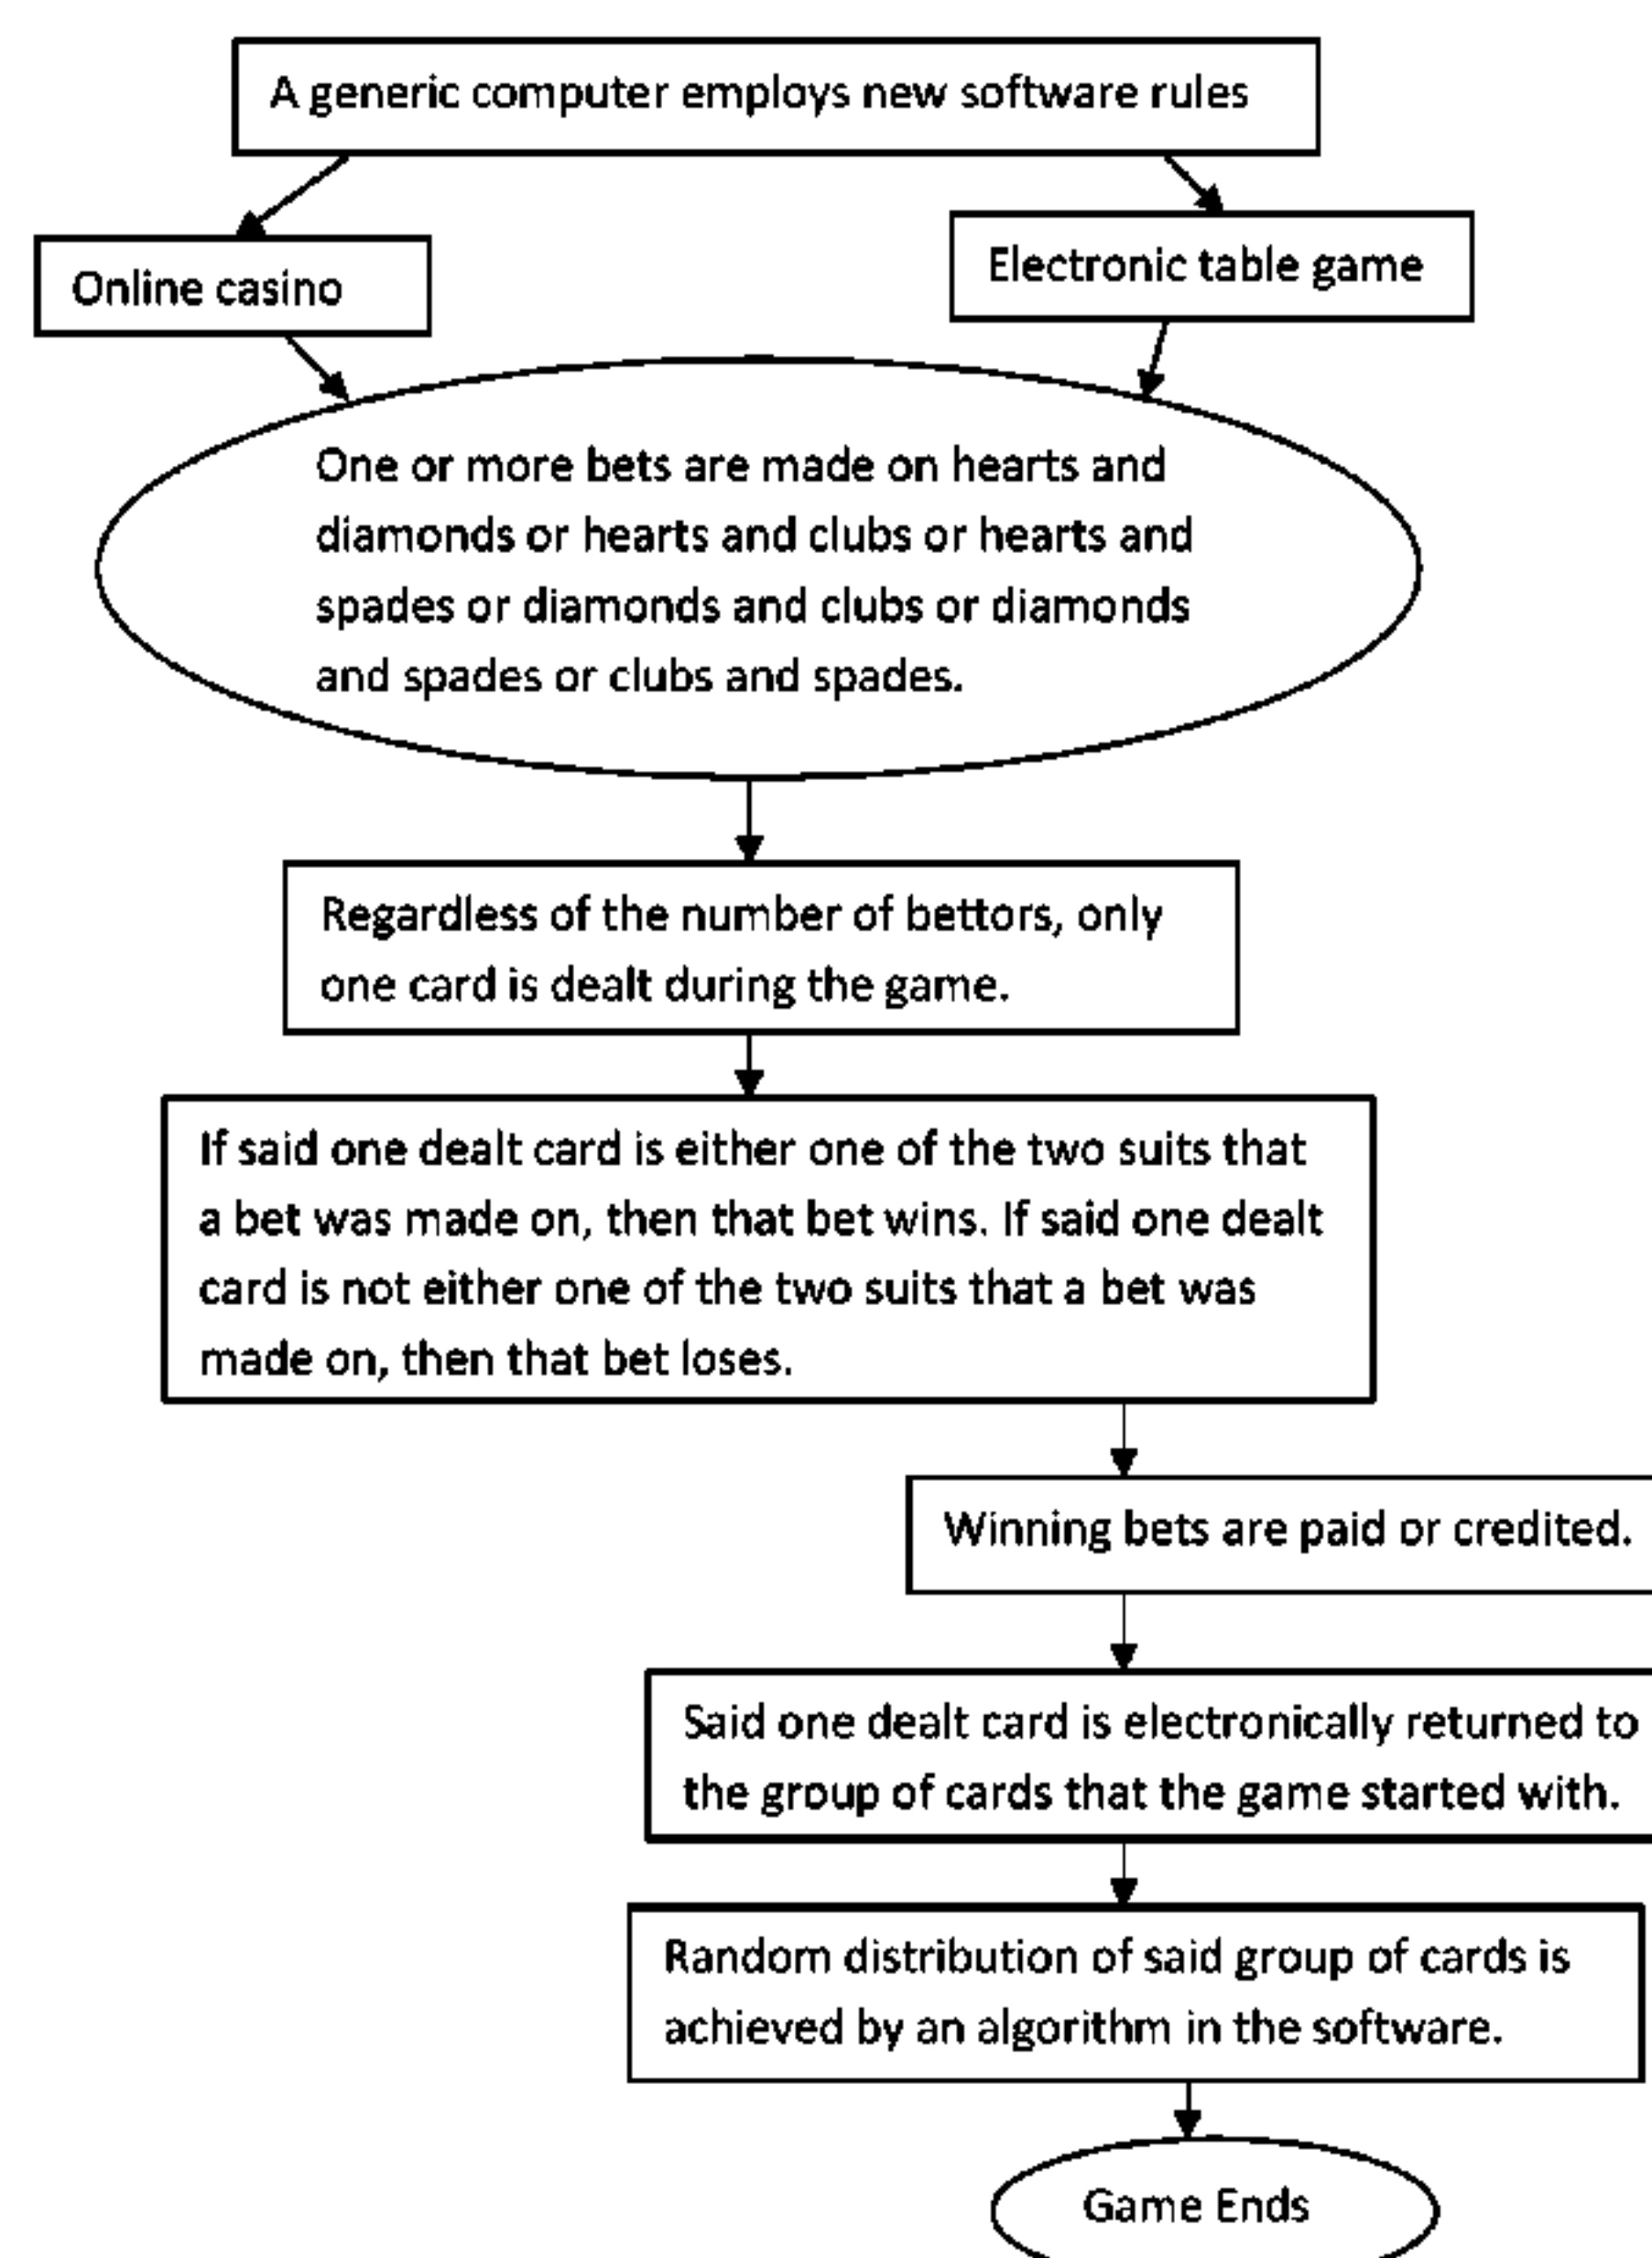 A generic computer employs new software rules
Online casino
Electronic table game
One or more bets are made on hearts and
diamonds or hearts and clubs or hearts and
spades or diamonds and clubs or diamonds
and spades or clubs and spades.
Regardless of the number of bettors, only
one card is dealt during the game.
If said one dealt card is either one of the two suits that
a bet was made on, then that bet wins. If said one dealt
card is not either one of the two suits that a bet was
made on, then that bet loses.
Winning bets are paid or credited.
Said one dealt card is electronically returned to
the group of cards that the game started with.
Random distribution of said group of cards is
achieved by an algorithm in the software.
Game Ends